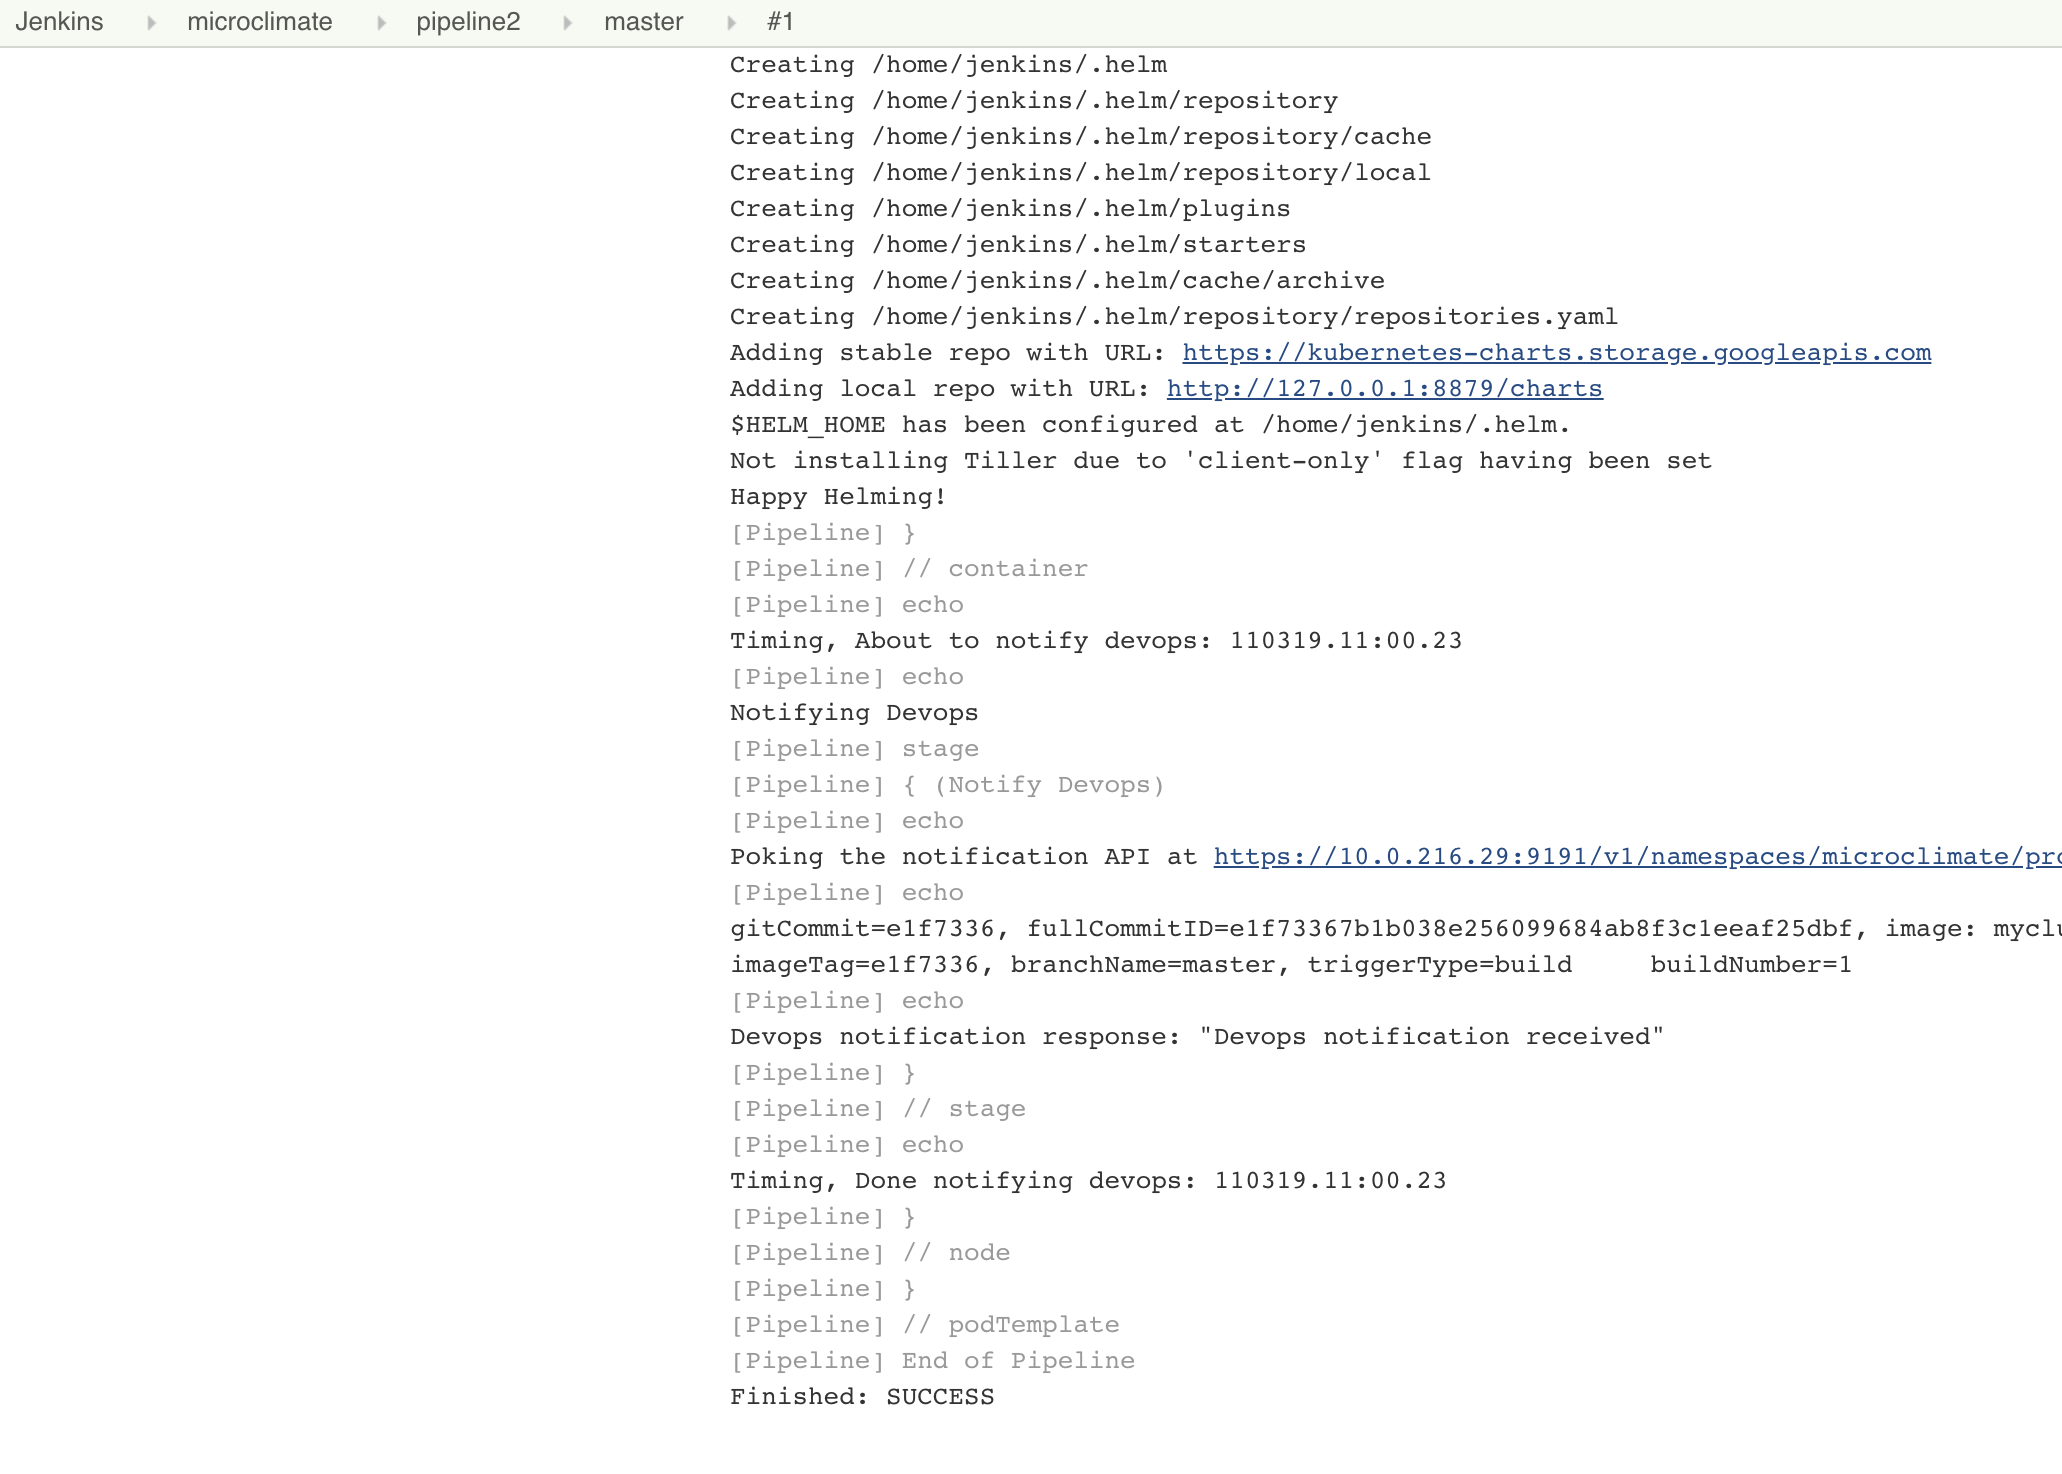 Jenkins microclimate pipeline2 master #1
Creating /home/jenkins/.helm
Creating /home/jenkins/.helm/repository
Creating /home/jenkins/.helm/repository/cache
Creating /home/jenkins/.helm/repository/local
Creating /home/jenkins/.helm/plugins
Creating /home/jenkins/.helm/starters
Creating /home/jenkins/.helm/cache/archive
Creating /home/jenkins/.helm/repository/repositories.yaml
Adding stable repo with URL: https://kubernetes-charts.storage.googleapis.com
Adding local repo with URL: http://127.0.0.1:8879/charts
$HELM_HOME has been configured at /home/jenkins/.helm.
Not installing Tiller due to 'client-only' flag having been set
Happy Helming!
[Pipeline] }
[Pipeline] // container
[Pipeline] echo
Timing, About to notify devops: 110319.11:00.23
[Pipeline] echo
Notifying Devops
[Pipeline] stage
[Pipeline] { (Notify Devops)
[Pipeline] echo
Poking the notification API at https://10.0.216.29:9191/v1/namespaces/microclimate/pro
[Pipeline] echo
gitCommit=e1f7336, fullCommitID=e1f73367b1b038e256099684ab8f3c1eeaf25dbf, image: myclu
imageTag=e1f7336, branchName=master, triggerType=build     buildNumber=1
[Pipeline] echo
Devops notification response: "Devops notification received"
[Pipeline] }
[Pipeline] // stage
[Pipeline] echo
Timing, Done notifying devops: 110319.11:00.23
[Pipeline] }
[Pipeline] // node
[Pipeline] }
[Pipeline] // podTemplate
[Pipeline] End of Pipeline
Finished: SUCCESS